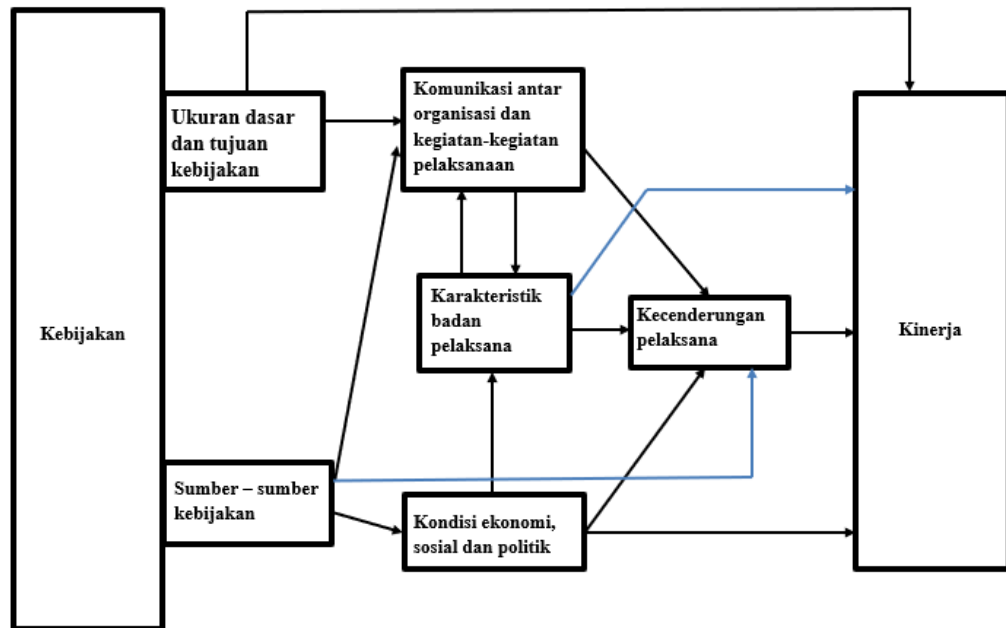 Kebijakan
Ukuran dasar
dan tujuan
kebijakan
Sumber – sumber
kebijakan
Komunikasi antar
organisasi dan
kegiatan-kegiatan
pelaksanaan
Karakteristik
badan
pelaksana
Kondisi ekonomi,
sosial dan politik
Kecenderungan
pelaksana
Kinerja